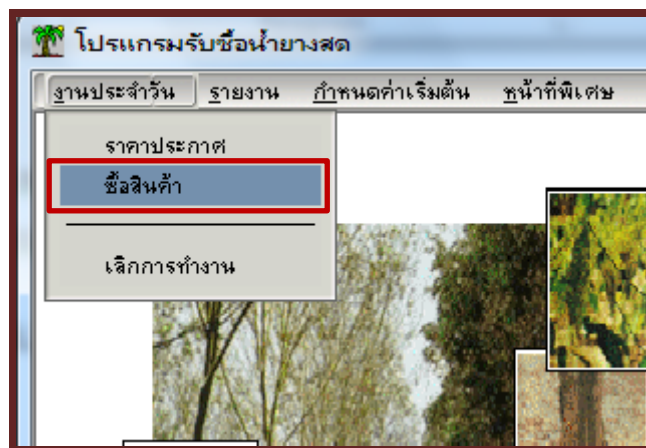 โปรแกรมรับซื้อน้ำยางสด
งานประจำวัน รายงาน กำหนดค่าเริ่มต้น หน้าที่พิเศษ
ราคาประกาศ
ซื้อสินค้า
เลิกการทำงาน